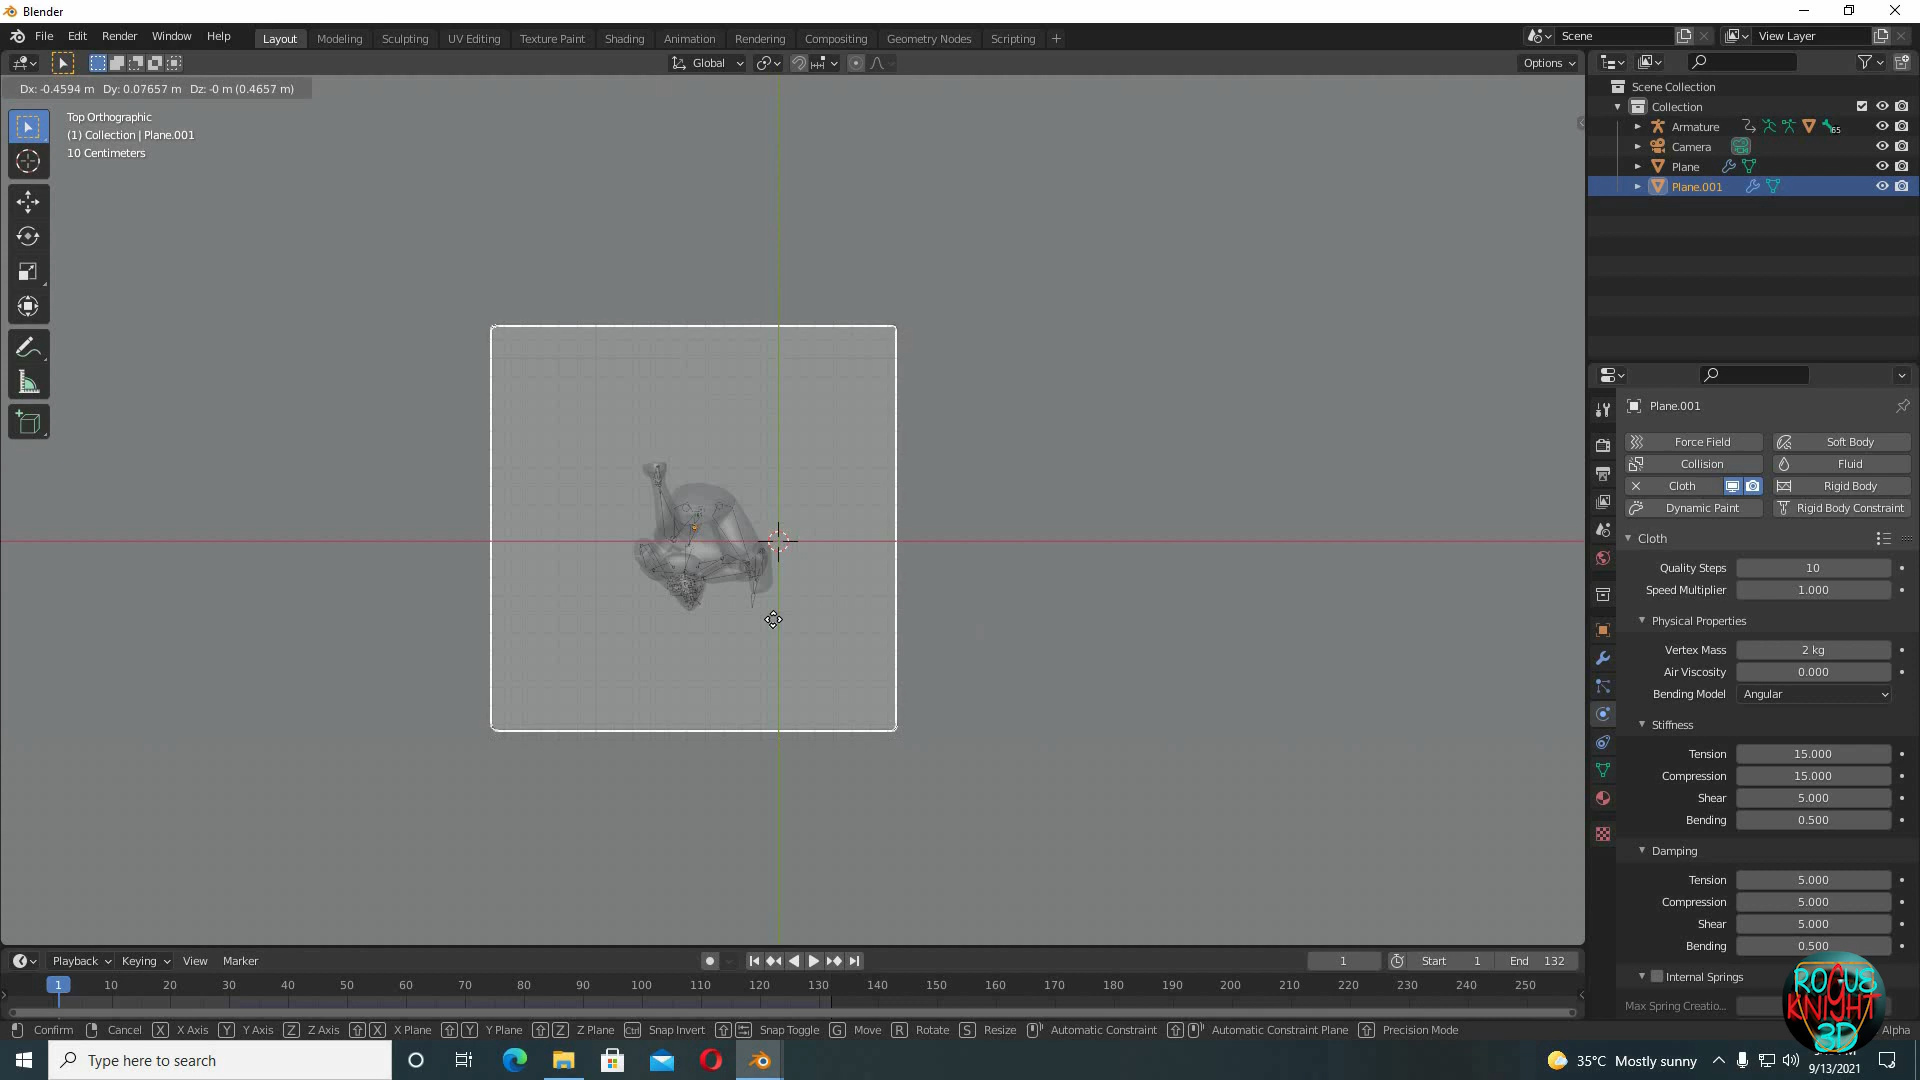 Blender
File Edit Render Window Help Layout Modeling Sculpting UV Editing Texture Paint Shading Animation Rendering Compositing Geometry Nodes Scripting + Scene View Layer
Global Options
Dx: -0.4594 m Dy: 0.07657 m Dz: -0 m (0.4657 m)
Top Orthographic
(1) Collection | Plane.001
10 Centimeters
Scene Collection
Collection
Armature 65
Camera
Plane
Plane.001
Plane.001
Force Field Soft Body
Collision Fluid
Cloth Rigid Body
Dynamic Paint Rigid Body Constraint
Cloth
Quality Steps 10
Speed Multiplier 1.000
Physical Properties
Vertex Mass 2 kg
Air Viscosity 0.000
Bending Model Angular
Stiffness
Tension 15.000
Compression 15.000
Shear 5.000
Bending 0.500
Damping
Tension 5.000
Compression 5.000
Shear 5.000
Bending 0.500
Internal Springs
Max Spring Creatio...
Playback Keying View Marker 1 Start 1 End 132
1 10 20 30 40 50 60 70 80 90 100 110 120 130 140 150 160 170 180 190 200 210 220 230 240 250
Confirm Cancel X X Axis Y Y Axis Z Z Axis X X Plane Y Y Plane Z Z Plane Ctrl Snap Invert Snap Toggle G Move R Rotate S Resize Automatic Constraint Automatic Constraint Plane Precision Mode Alpha
ROGUE
KNIGHT
3D
Type here to search 35°C Mostly sunny
9/13/2021